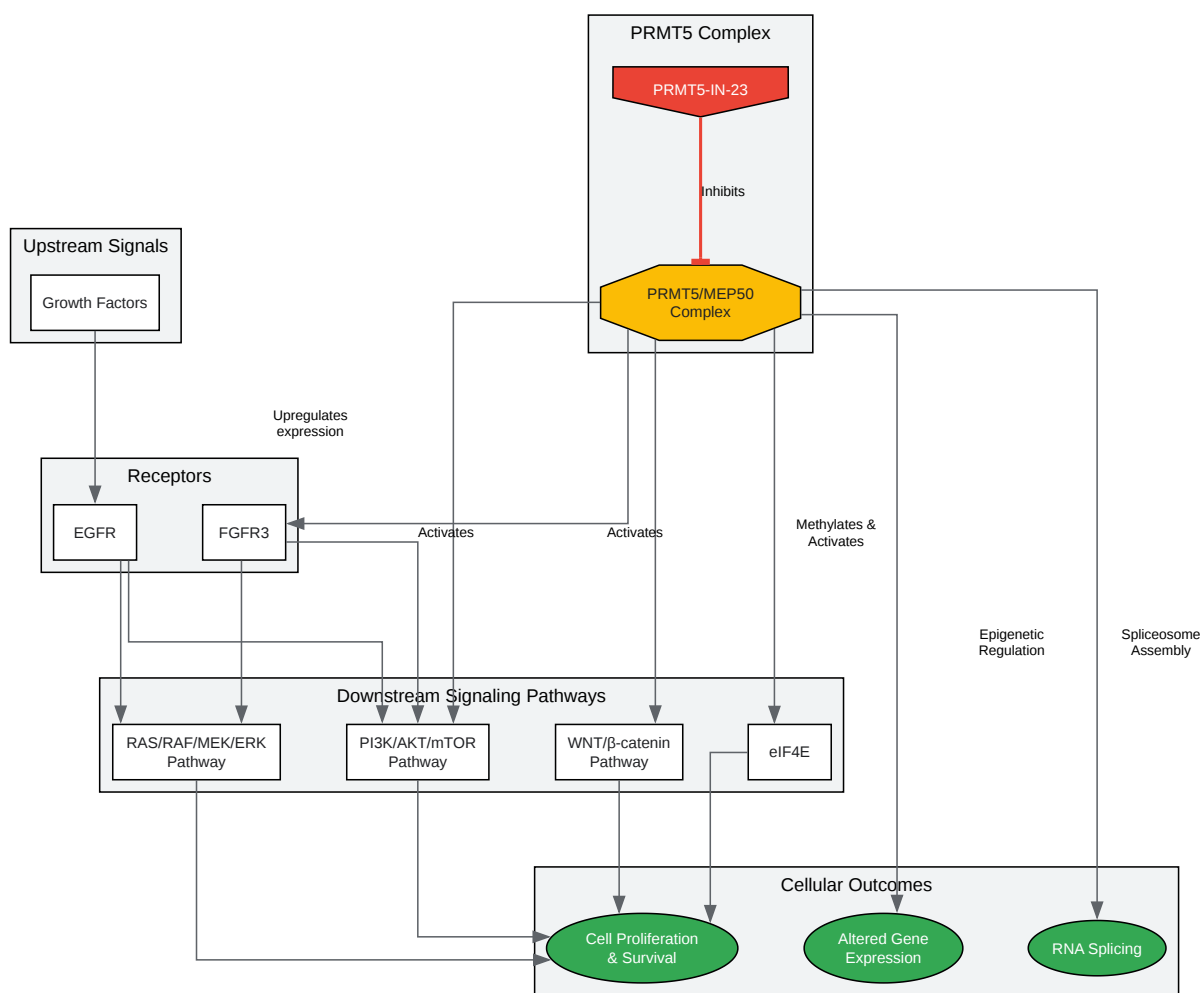 PRMT5 Complex
PRMT5-IN-23
Inhibits
Upstream Signals
Growth Factors
PRMT5/MEP50
Complex
Upregulates
expression
Receptors
EGFR
FGFR3
Activates
Activates
Methylates &
Activates
Epigenetic
Regulation
Spliceosome
Assembly
Downstream Signaling Pathways
RAS/RAF/MEK/ERK
Pathway
PI3K/AKT/mTOR
Pathway
WNT/β-catenin
Pathway
eIF4E
Cellular Outcomes
Cell Proliferation
& Survival
Altered Gene
Expression
RNA Splicing